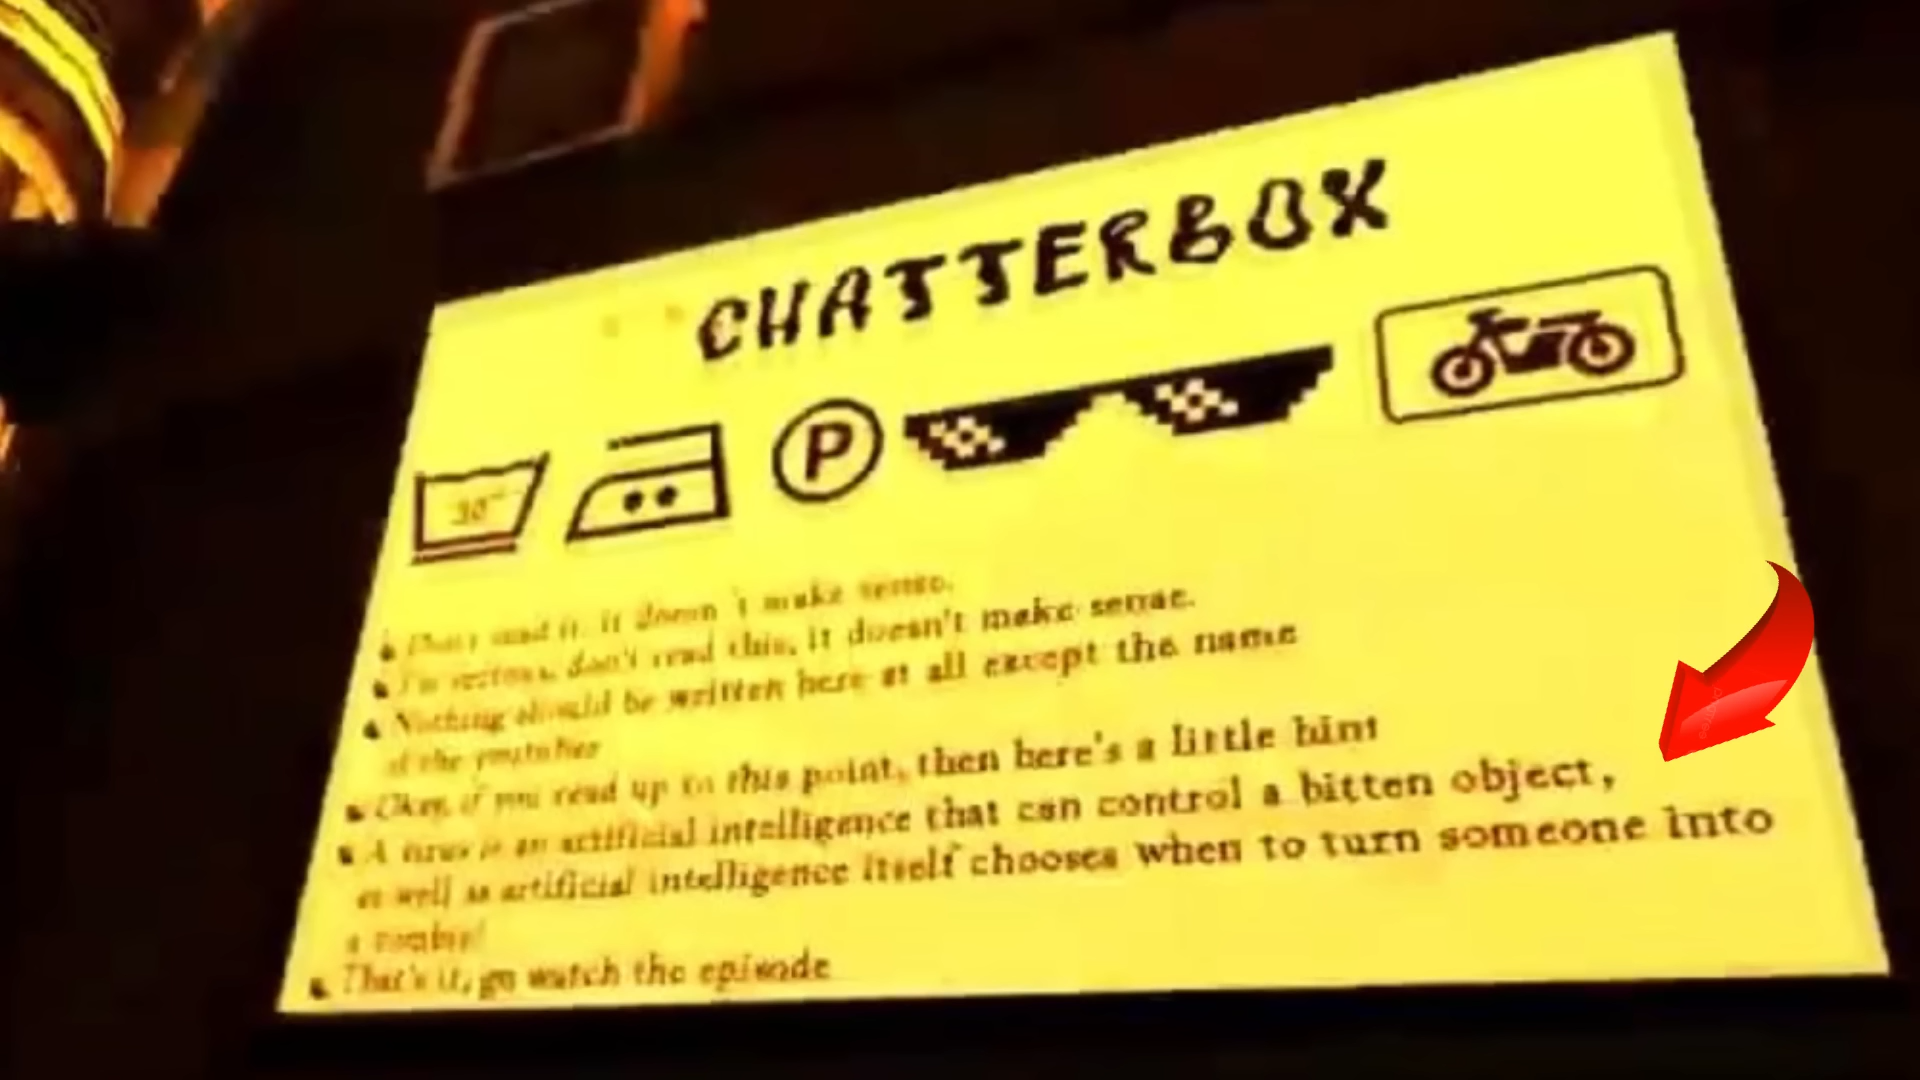 CHATTERBOX
30°
P
Don't read it, it doesn't make sense.
I'm serious, don't read this, it doesn't make sense.
Nothing should be written here at all except the name
of the youtuber
Okay, if you read up to this point, then here's a little hint
A virus is an artificial intelligence that can control a bitten object,
as well as artificial intelligence itself chooses when to turn someone into
a zombie!
That's it, go watch the episode